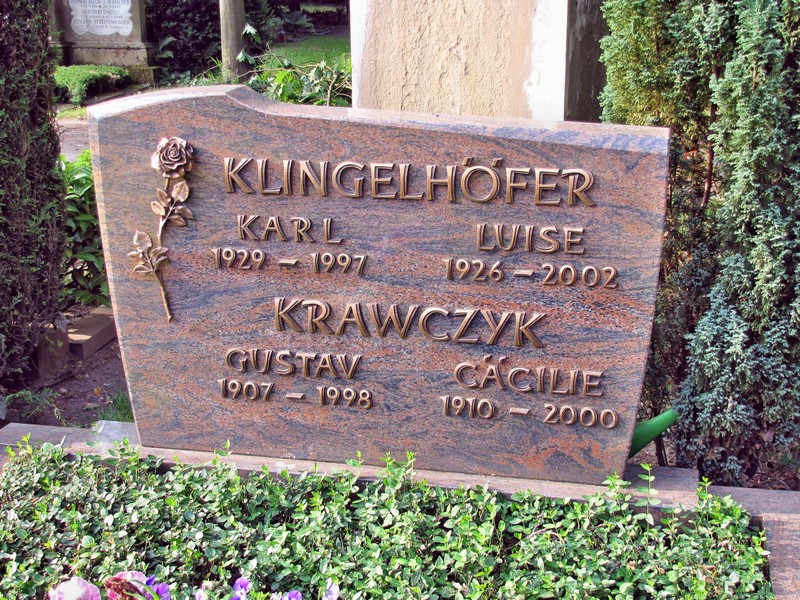 KLINGELHÖFER
KARL LUISE
1929 – 1997 1926 – 2002
KRAWCZYK
GUSTAV CÄCILIE
1907 – 1998 1910 – 2000